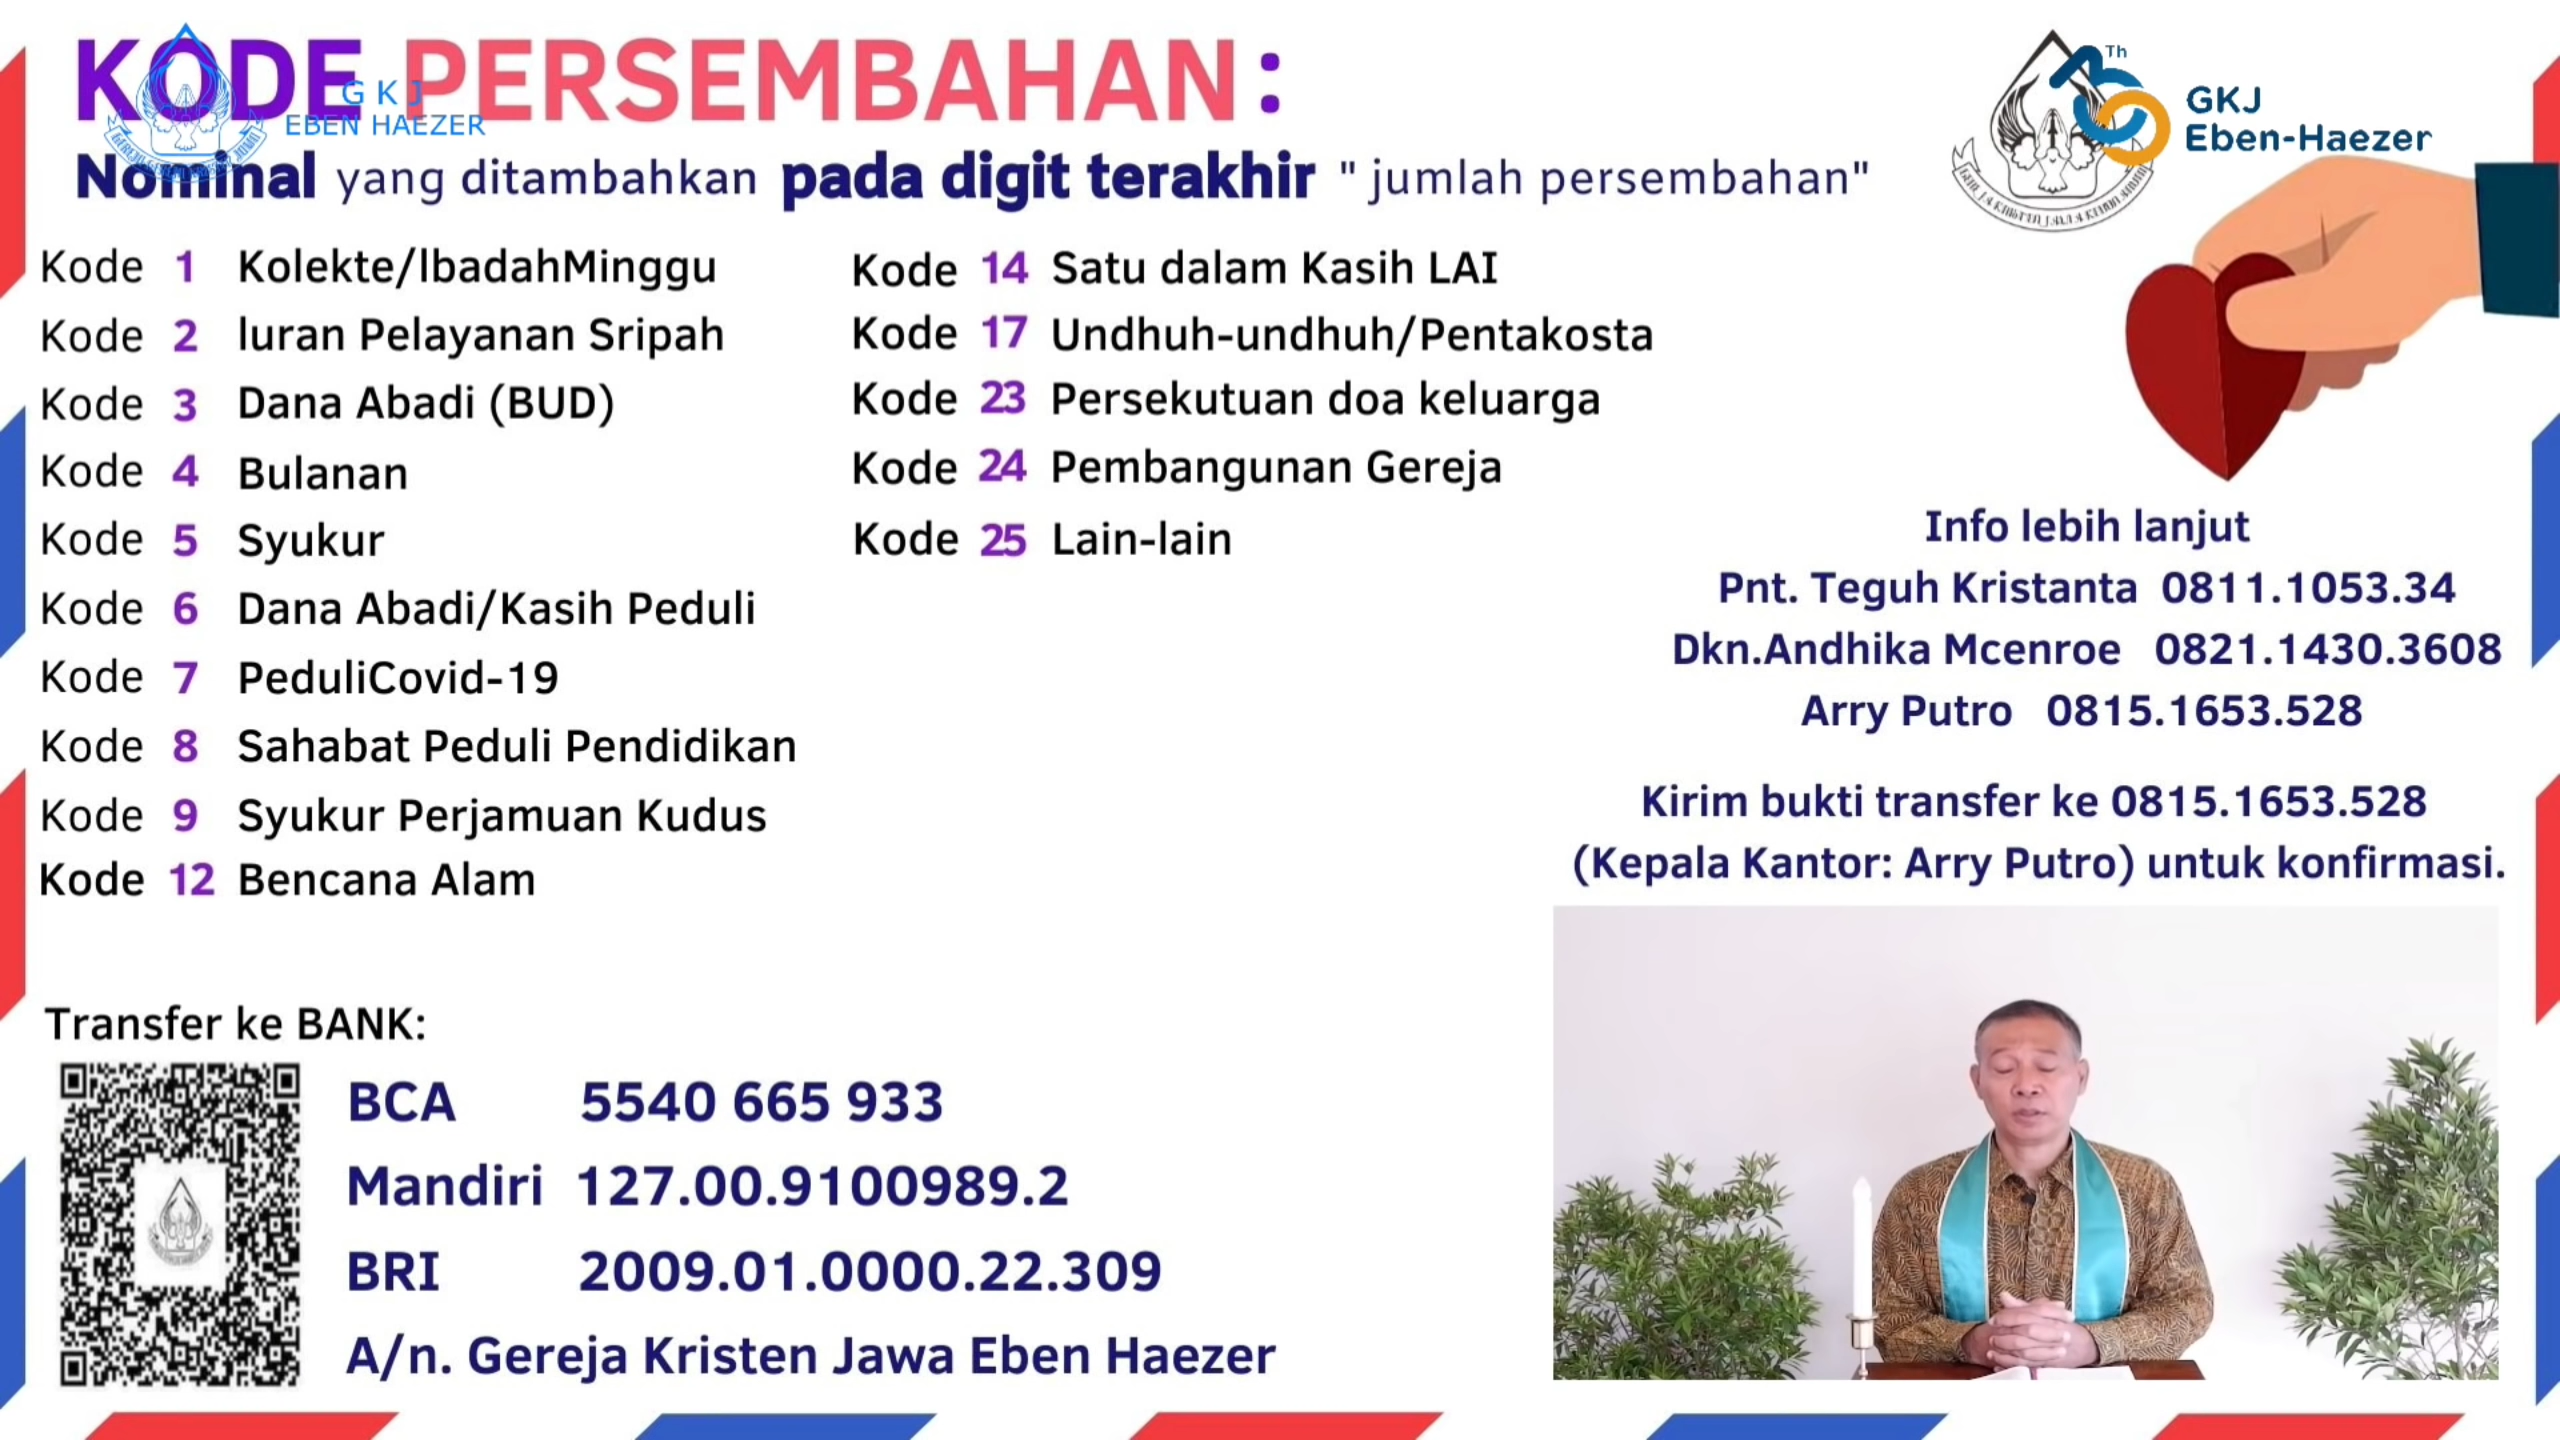 KODE PERSEMBAHAN:
GKJ
EBEN HAEZER
Th
GKJ
Eben-Haezer
Nominal yang ditambahkan pada digit terakhir " jumlah persembahan"
Kode 1 Kolekte/IbadahMinggu
Kode 2 Iuran Pelayanan Sripah
Kode 3 Dana Abadi (BUD)
Kode 4 Bulanan
Kode 5 Syukur
Kode 6 Dana Abadi/Kasih Peduli
Kode 7 PeduliCovid-19
Kode 8 Sahabat Peduli Pendidikan
Kode 9 Syukur Perjamuan Kudus
Kode 12 Bencana Alam
Kode 14 Satu dalam Kasih LAI
Kode 17 Undhuh-undhuh/Pentakosta
Kode 23 Persekutuan doa keluarga
Kode 24 Pembangunan Gereja
Kode 25 Lain-lain
Info lebih lanjut
Pnt. Teguh Kristanta 0811.1053.34
Dkn.Andhika Mcenroe 0821.1430.3608
Arry Putro 0815.1653.528
Kirim bukti transfer ke 0815.1653.528
(Kepala Kantor: Arry Putro) untuk konfirmasi.
Transfer ke BANK:
BCA 5540 665 933
Mandiri 127.00.9100989.2
BRI 2009.01.0000.22.309
A/n. Gereja Kristen Jawa Eben Haezer